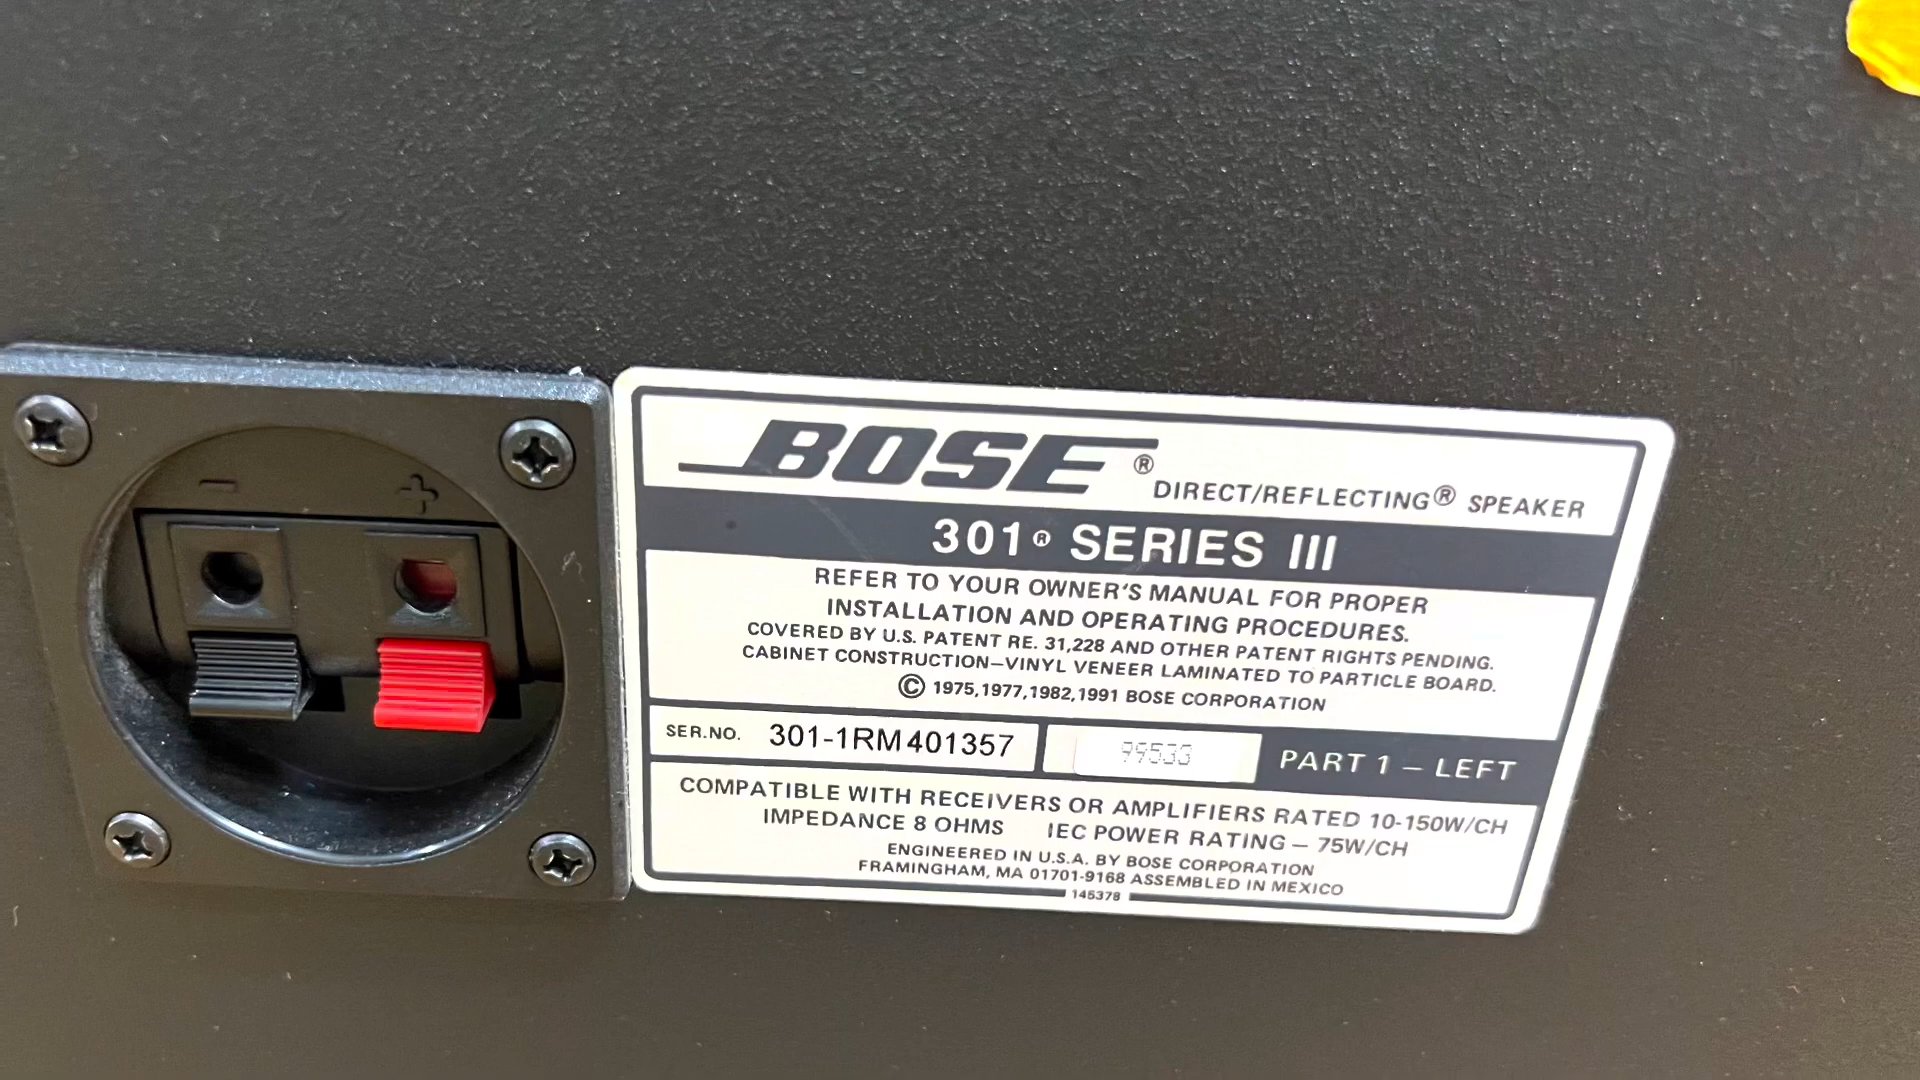 - +
BOSE®
DIRECT/REFLECTING® SPEAKER
301® SERIES III
REFER TO YOUR OWNER'S MANUAL FOR PROPER
INSTALLATION AND OPERATING PROCEDURES.
COVERED BY U.S. PATENT RE. 31,228 AND OTHER PATENT RIGHTS PENDING.
CABINET CONSTRUCTION—VINYL VENEER LAMINATED TO PARTICLE BOARD.
© 1975,1977,1982,1991 BOSE CORPORATION
SER.NO. 301-1RM401357 99533 PART 1 – LEFT
COMPATIBLE WITH RECEIVERS OR AMPLIFIERS RATED 10-150W/CH
IMPEDANCE 8 OHMS IEC POWER RATING – 75W/CH
ENGINEERED IN U.S.A. BY BOSE CORPORATION
FRAMINGHAM, MA 01701-9168 ASSEMBLED IN MEXICO
145378